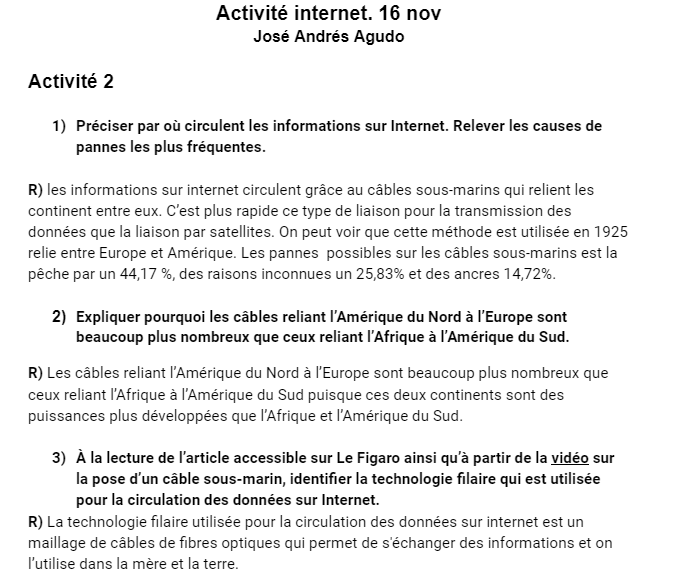 Activité internet. 16 nov
José Andrés Agudo
Activité 2
1) Préciser par où circulent les informations sur Internet. Relever les causes de
pannes les plus fréquentes.
R) les informations sur internet circulent grâce au câbles sous-marins qui relient les
continent entre eux. C’est plus rapide ce type de liaison pour la transmission des
données que la liaison par satellites. On peut voir que cette méthode est utilisée en 1925
relie entre Europe et Amérique. Les pannes possibles sur les câbles sous-marins est la
pêche par un 44,17 %, des raisons inconnues un 25,83% et des ancres 14,72%.
2) Expliquer pourquoi les câbles reliant l’Amérique du Nord à l’Europe sont
beaucoup plus nombreux que ceux reliant l’Afrique à l’Amérique du Sud.
R) Les câbles reliant l’Amérique du Nord à l’Europe sont beaucoup plus nombreux que
ceux reliant l’Afrique à l’Amérique du Sud puisque ces deux continents sont des
puissances plus développées que l’Afrique et l’Amérique du Sud.
3) À la lecture de l’article accessible sur Le Figaro ainsi qu’à partir de la vidéo sur
la pose d’un câble sous-marin, identifier la technologie filaire qui est utilisée
pour la circulation des données sur Internet.
R) La technologie filaire utilisée pour la circulation des données sur internet est un
maillage de câbles de fibres optiques qui permet de s'échanger des informations et on
l’utilise dans la mère et la terre.